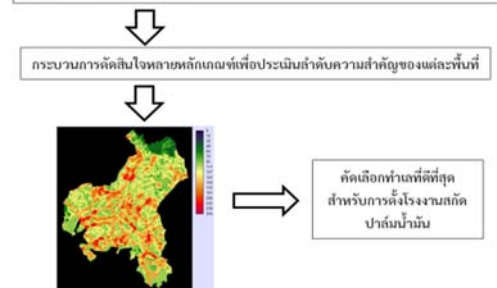 กระบวนการตัดสินใจหลายหลักเกณฑ์เพื่อประเมินลำดับความสำคัญของแต่ละพื้นที่
คัดเลือกทำเลที่ดีที่สุด
สำหรับการตั้งโรงงานสกัด
ปาล์มน้ำมัน